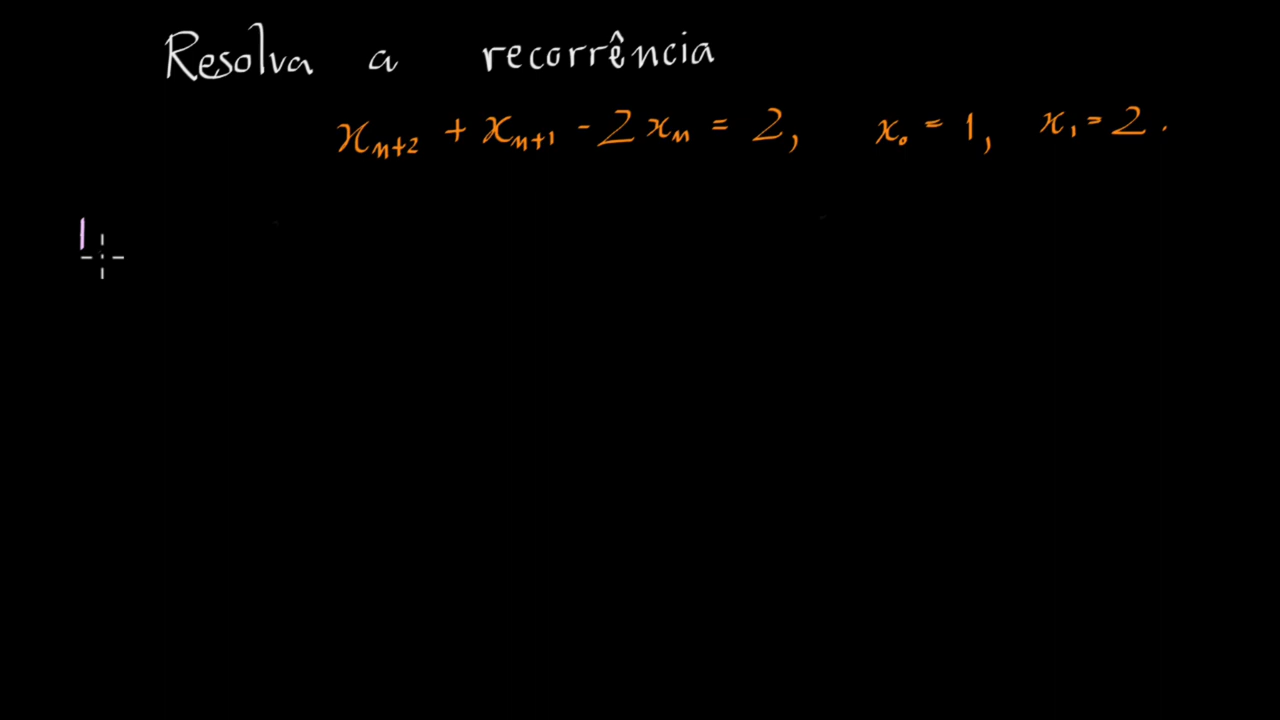 Resolva a recorrência
xₙ₊₂ + xₙ₊₁ - 2xₙ = 2, x₀ = 1, x₁ = 2.